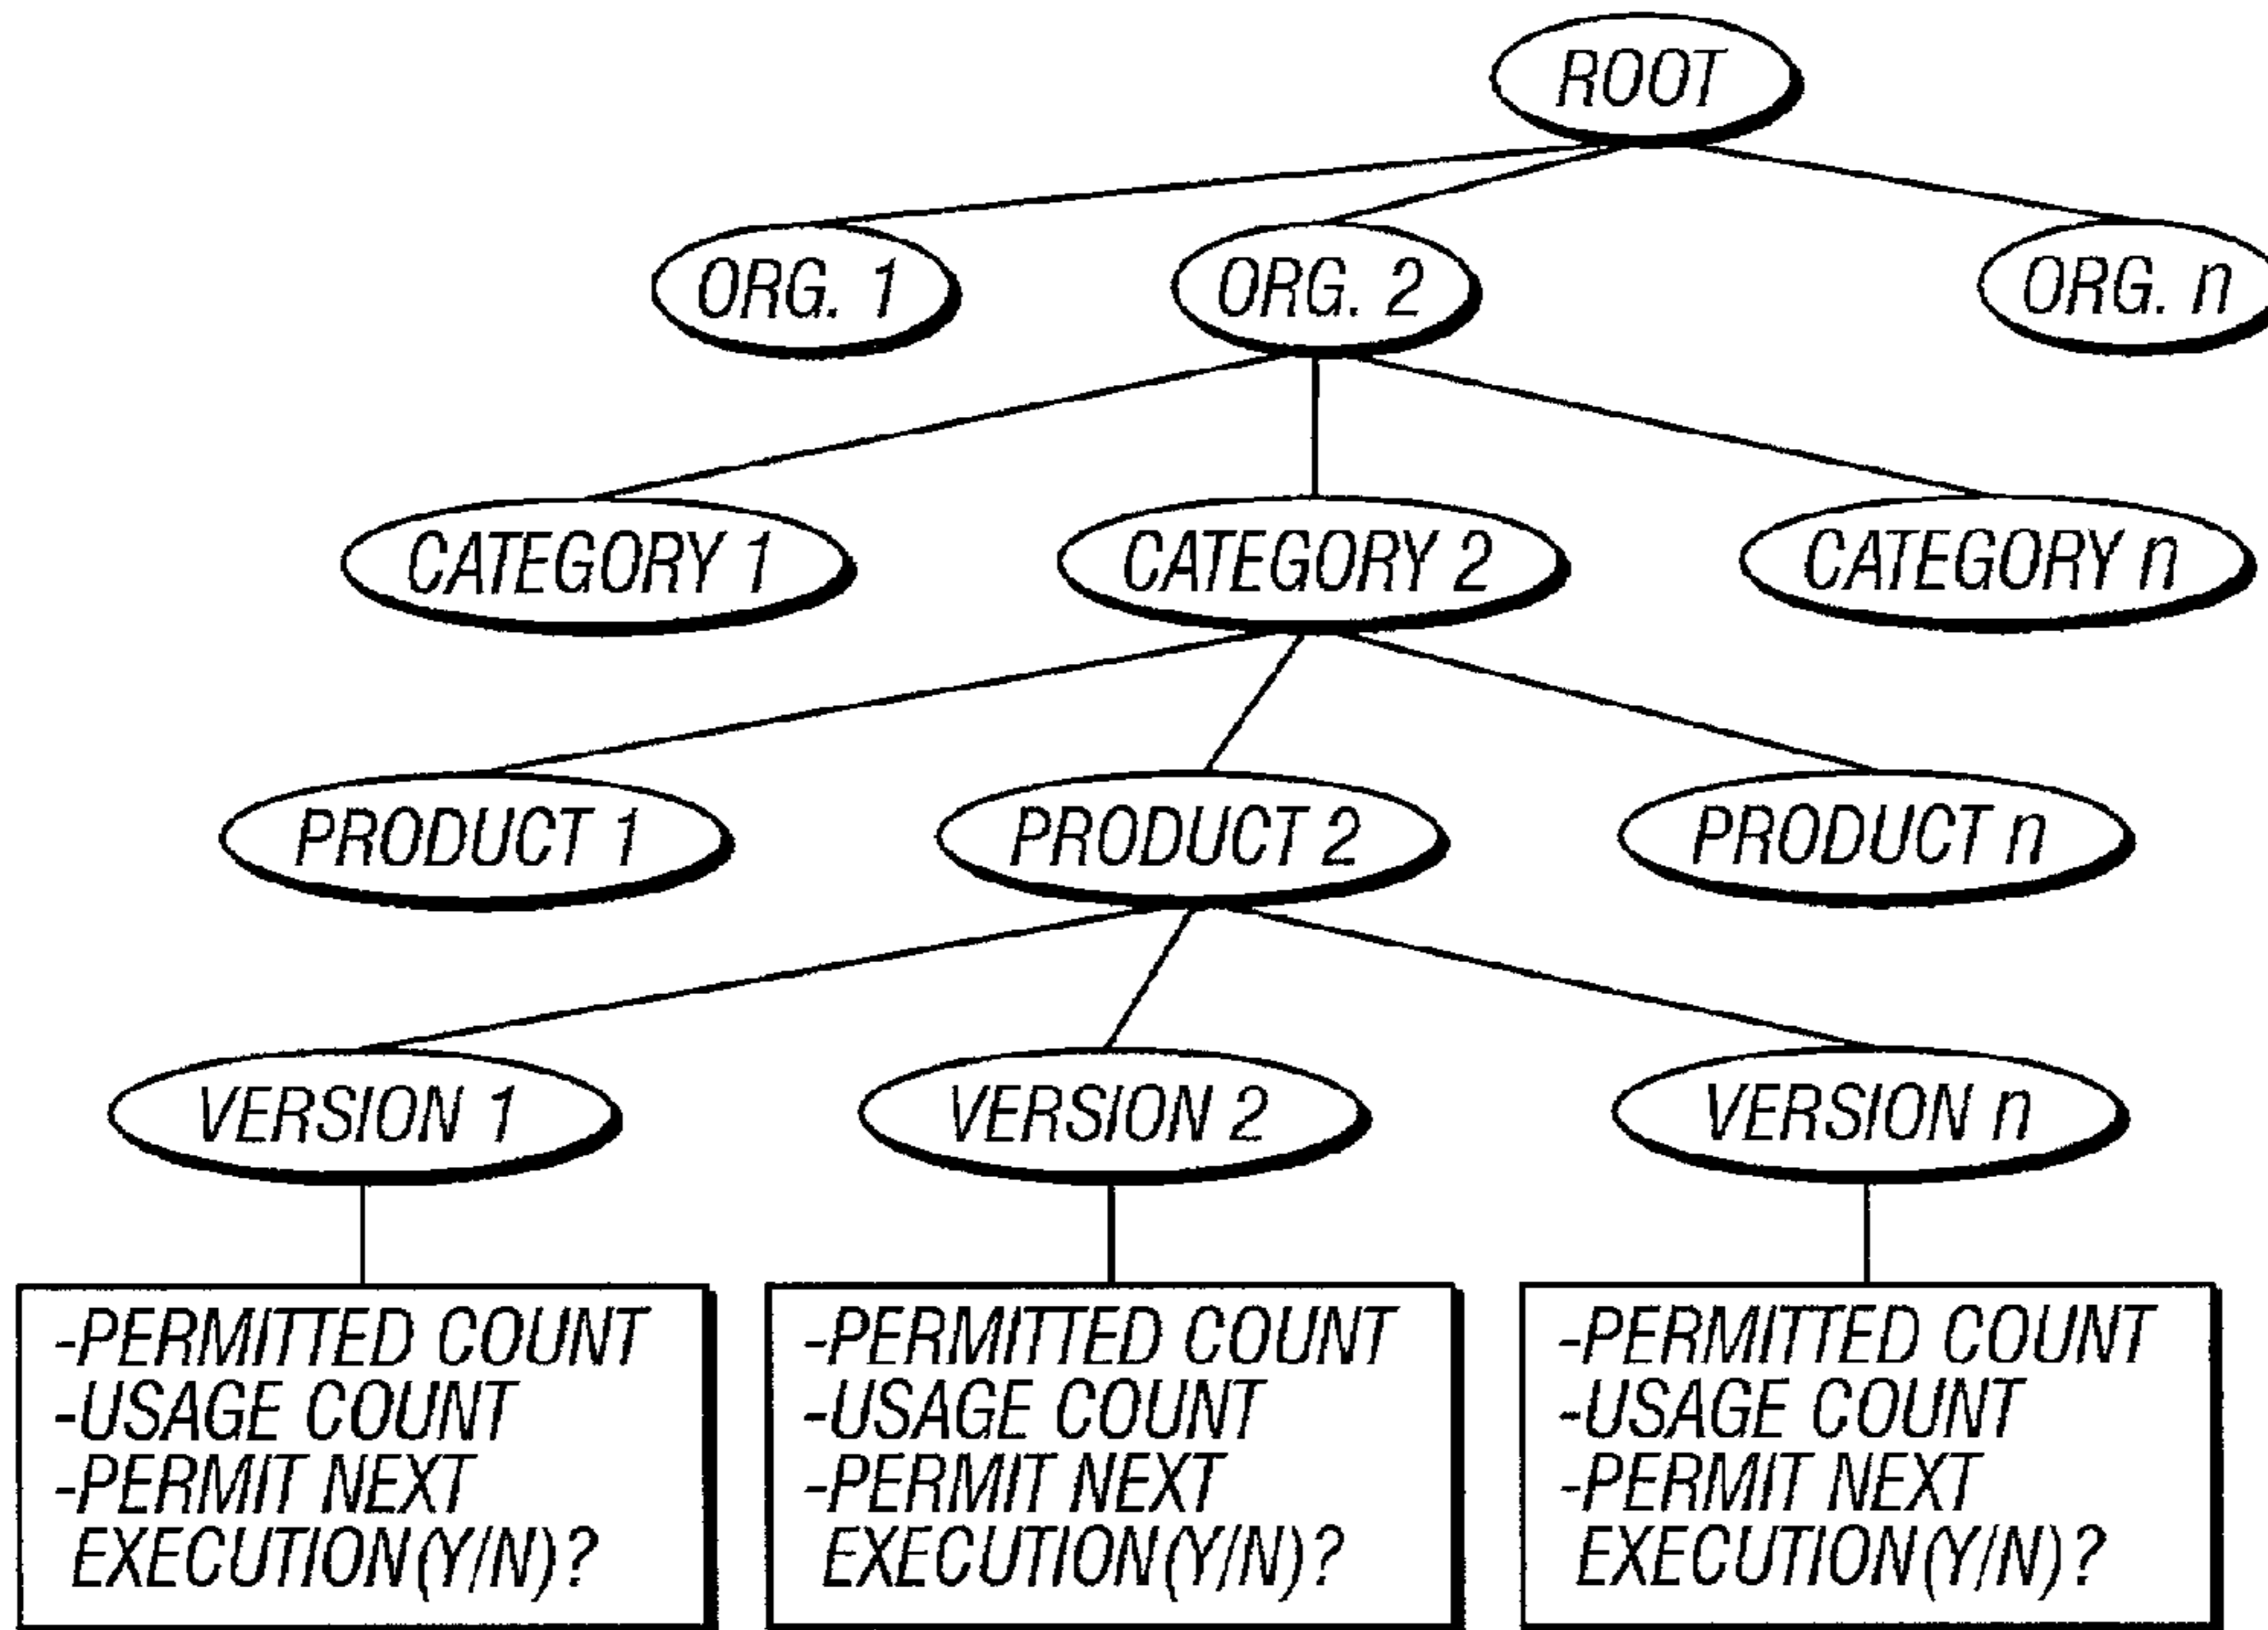 ROOT
ORG. 1
ORG. 2
ORG. n
CATEGORY 1
CATEGORY 2
CATEGORY n
PRODUCT 1
PRODUCT 2
PRODUCT n
VERSION 1
VERSION 2
VERSION n
-PERMITTED COUNT
-USAGE COUNT
-PERMIT NEXT
EXECUTION(Y/N)?
-PERMITTED COUNT
-USAGE COUNT
-PERMIT NEXT
EXECUTION(Y/N)?
-PERMITTED COUNT
-USAGE COUNT
-PERMIT NEXT
EXECUTION(Y/N)?